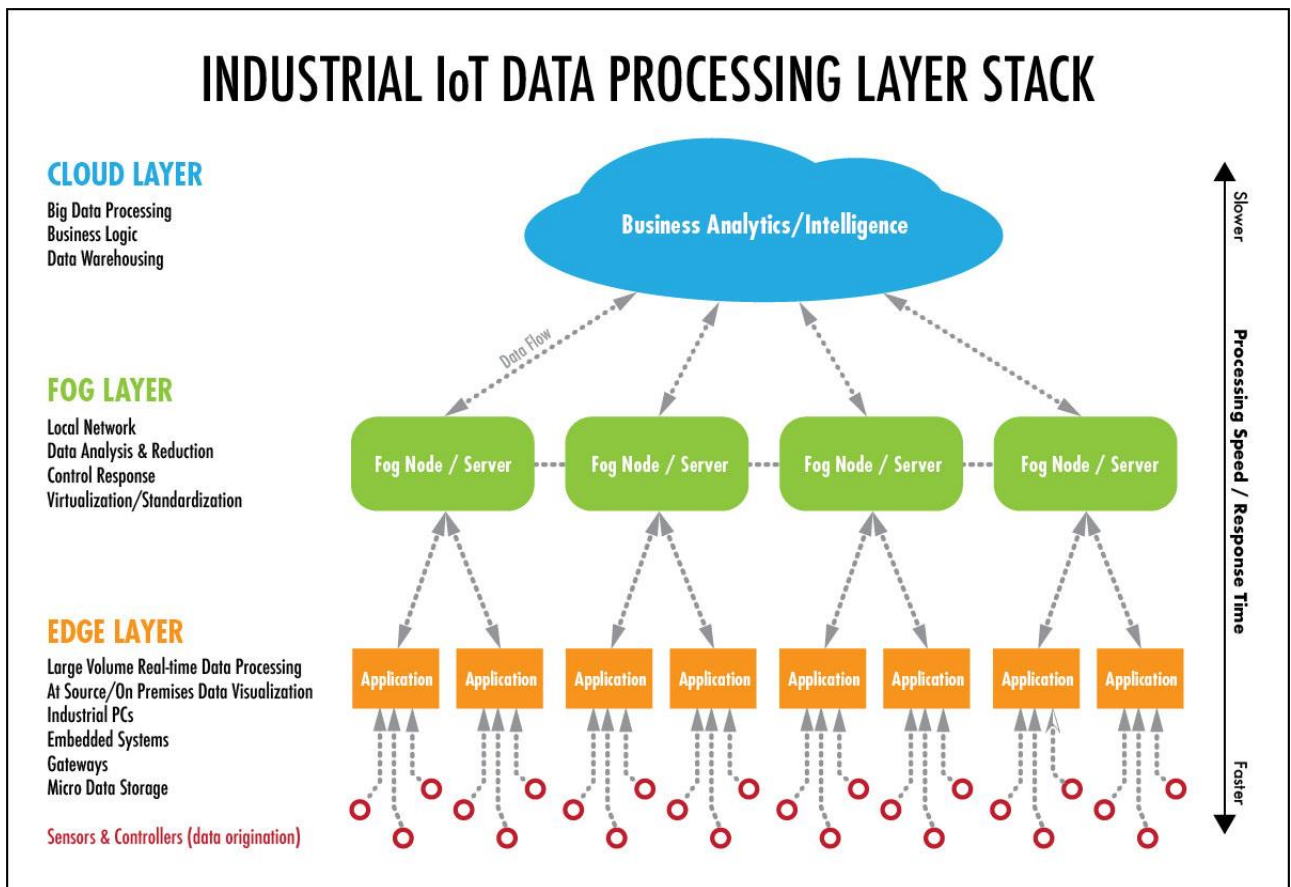 INDUSTRIAL IoT DATA PROCESSING LAYER STACK
CLOUD LAYER
Big Data Processing
Business Logic
Data Warehousing
Business Analytics/Intelligence
Slower
Data Flow
Processing Speed / Response Time
FOG LAYER
Local Network
Data Analysis & Reduction
Control Response
Virtualization/Standardization
Fog Node / Server
Fog Node / Server
Fog Node / Server
Fog Node / Server
EDGE LAYER
Large Volume Real-time Data Processing
At Source/On Premises Data Visualization
Industrial PCs
Embedded Systems
Gateways
Micro Data Storage
Application
Application
Application
Application
Application
Application
Application
Application
Faster
Sensors & Controllers (data origination)